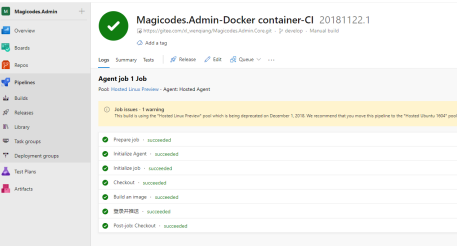 M Magicodes.Admin
Overview
Boards
Repos
Pipelines
Builds
Releases
Library
Task groups
Deployment groups
Test Plans
Artifacts
Magicodes.Admin-Docker container-CI 20181122.1
https://gitee.com/xl_wenqiang/Magicodes.Admin.Core.git develop Manual build
Add a tag
Logs Summary Tests Release Edit Queue ...
Agent job 1 Job
Pool: Hosted Linux Preview · Agent: Hosted Agent
Job issues - 1 warning
This build is using the "Hosted Linux Preview" pool which is being deprecated on December 1, 2018. We recommend that you move this pipeline to the "Hosted Ubuntu 1604" pool
Prepare job · succeeded
Initialize Agent · succeeded
Initialize job · succeeded
Checkout · succeeded
Build an image · succeeded
登录并推送 · succeeded
Post-job Checkout · succeeded